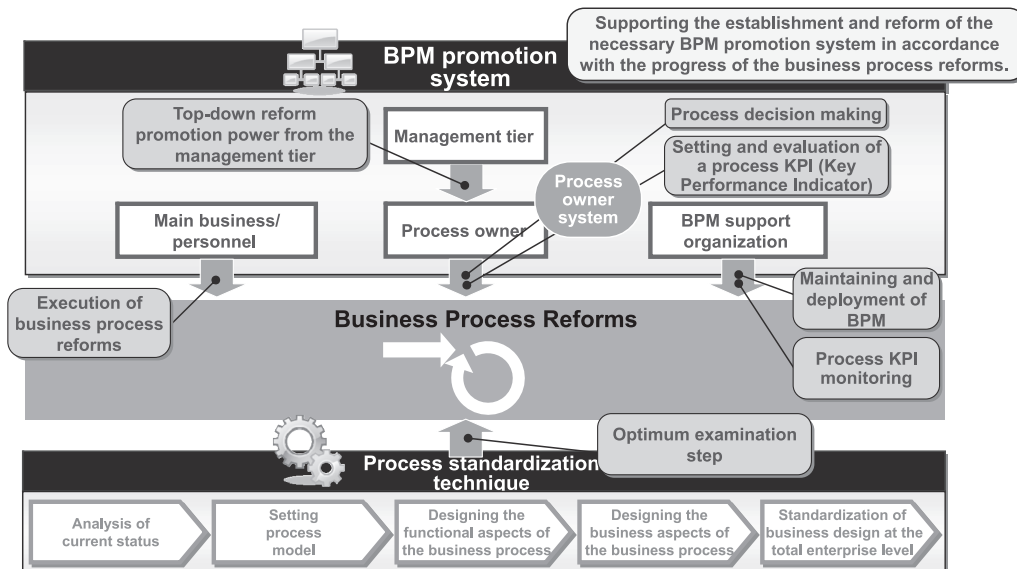 Supporting the establishment and reform of the
necessary BPM promotion system in accordance
with the progress of the business process reforms.
BPM promotion
system
Top-down reform
promotion power from the
management tier
Management tier
Process decision making
Setting and evaluation of
a process KPI (Key
Performance Indicator)
Process
owner
system
Main business/
personnel
Process owner
BPM support
organization
Execution of
business process
reforms
Business Process Reforms
Maintaining and
deployment of
BPM
Process KPI
monitoring
Optimum examination
step
Process standardization
technique
Analysis of
current status
Setting
process
model
Designing the
functional aspects of
the business process
Designing the
business aspects of
the business process
Standardization of
business design at the
total enterprise level